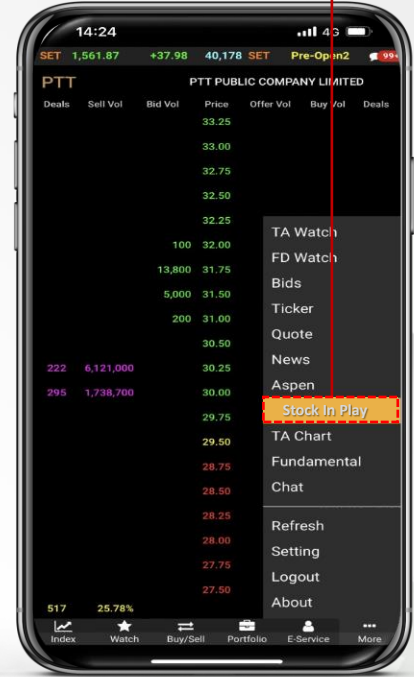 14:24 4G
SET 1,561.87 +37.98 40,178 SET Pre-Open2 99+
PTT PTT PUBLIC COMPANY LIMITED
Deals Sell Vol Bid Vol Price Offer Vol Buy Vol Deals
33.25
33.00
32.75
32.50
32.25
TA Watch
100 32.00
FD Watch
13,800 31.75
Bids
5,000 31.50
Ticker
200 31.00
Quote
30.50
News
222 6,121,000 30.25
Aspen
295 1,738,700 30.00
Stock In Play
29.75
TA Chart
29.50
Fundamental
28.75
Chat
28.50
28.25
Refresh
28.00
Setting
27.75
Logout
27.50
About
517 25.78%
Index Watch Buy/Sell Portfolio E-Service More